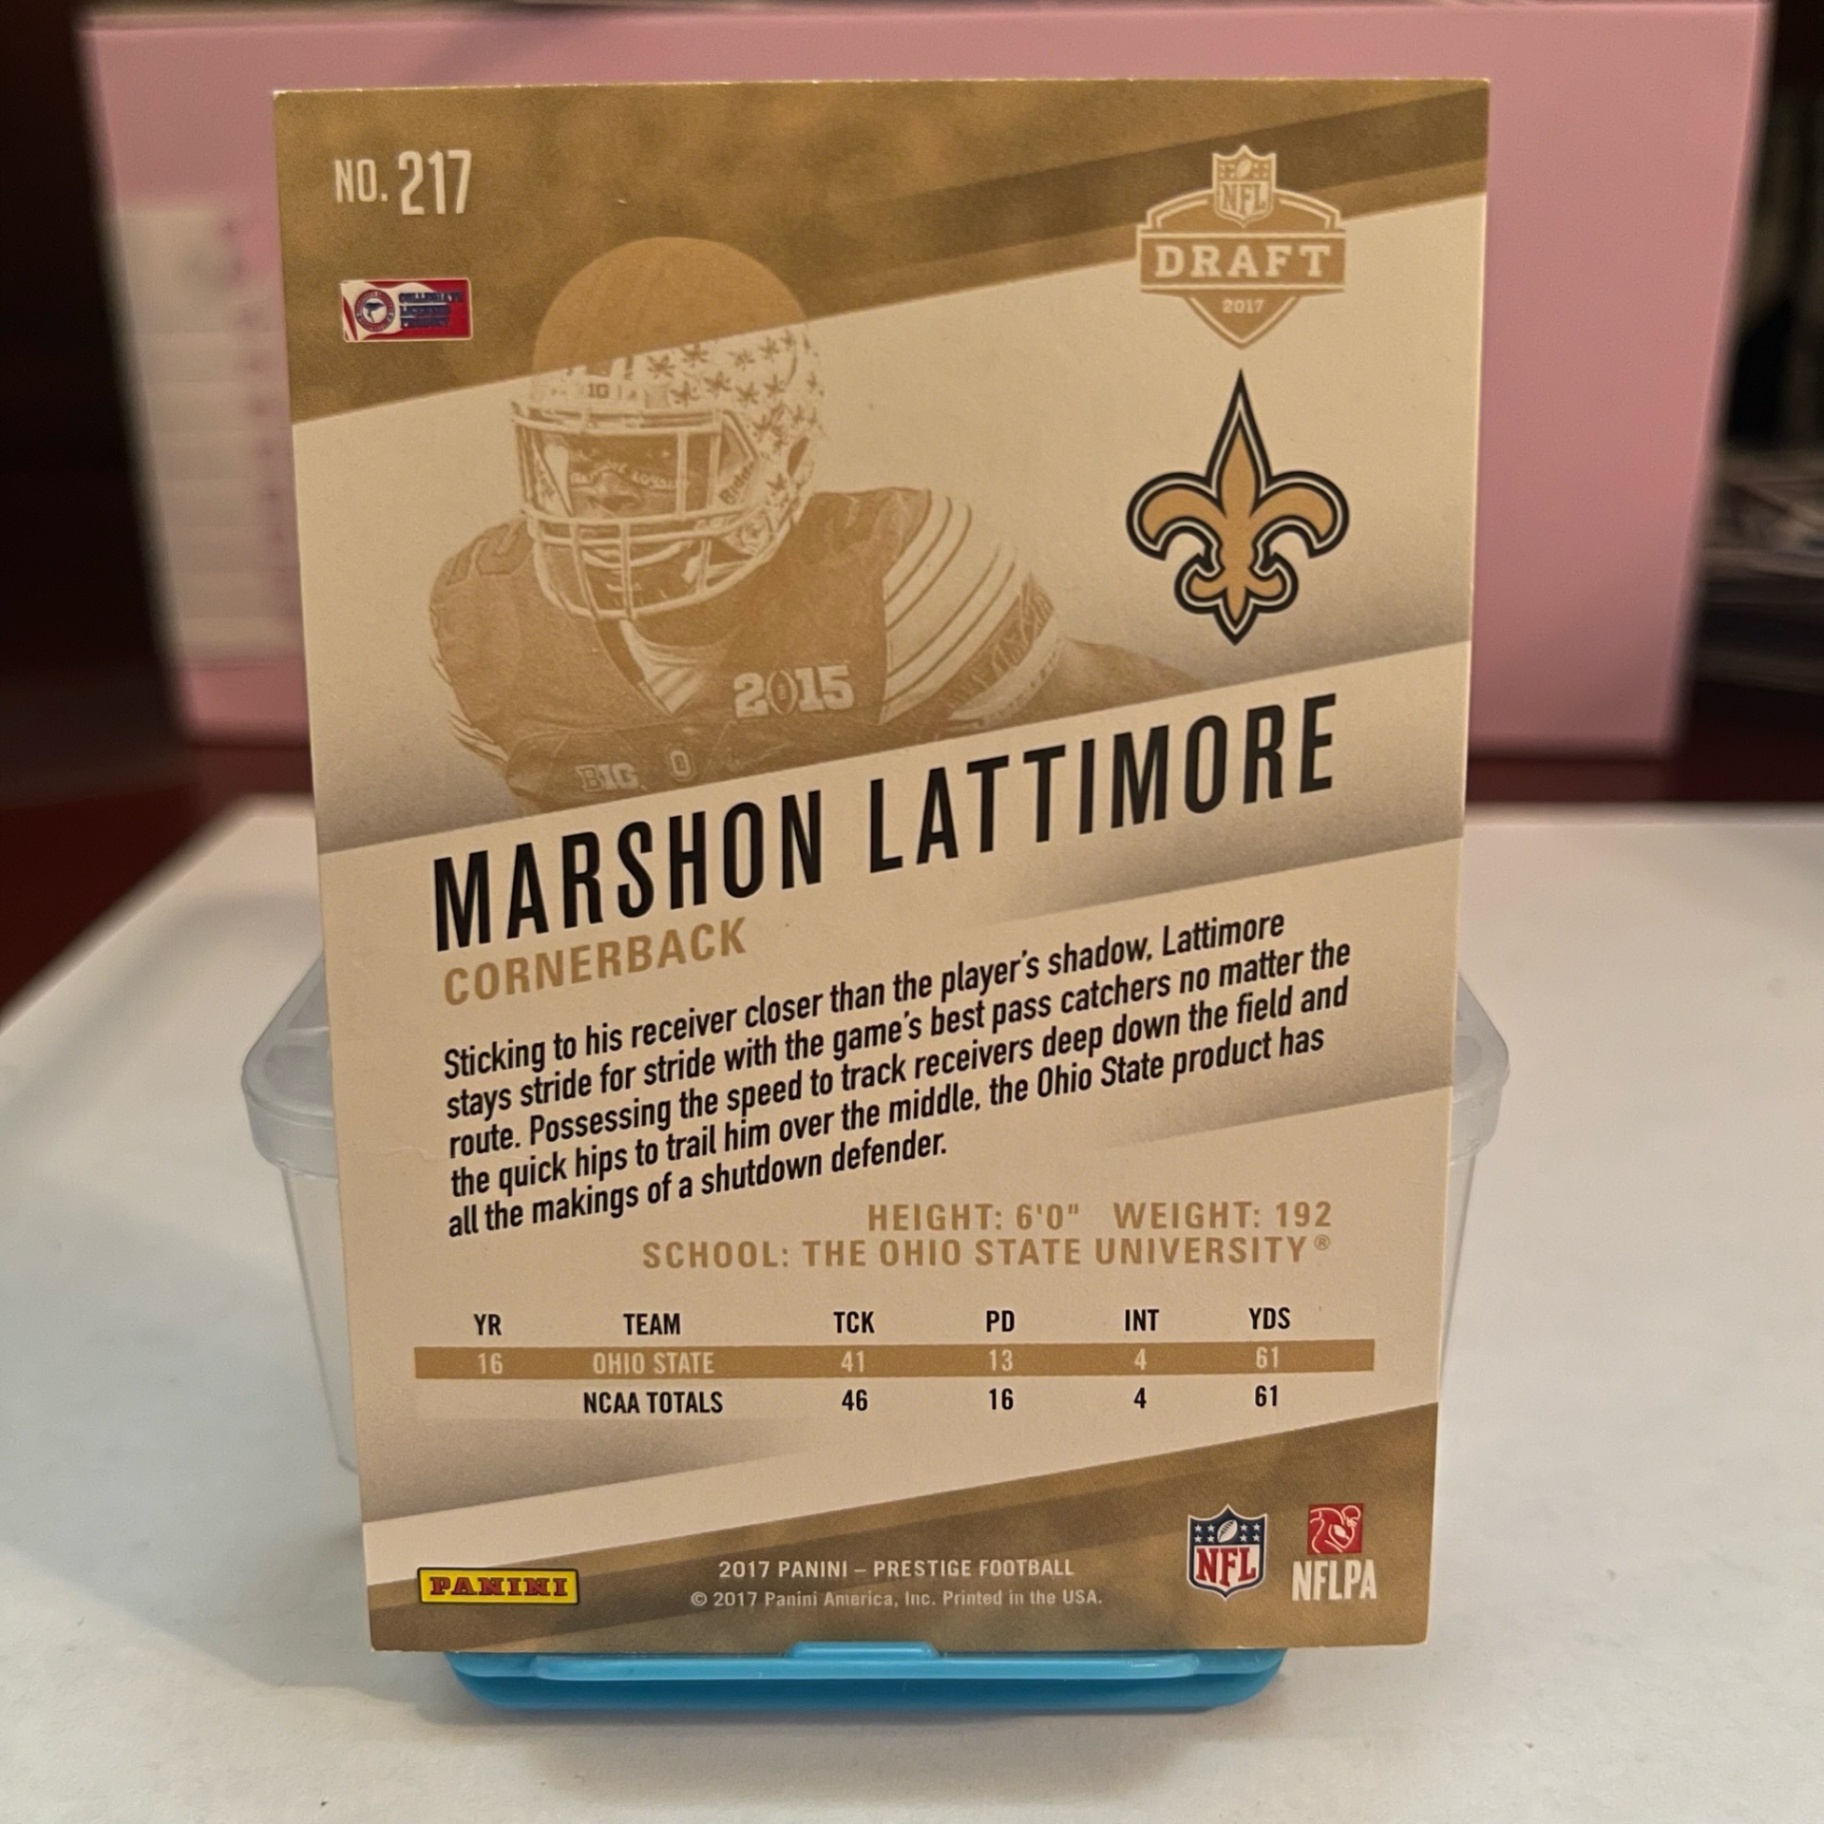 NO. 217
NFL
DRAFT
2017
COLLEGIATE
LICENSED
PRODUCT
Riddell
2015
B1G
MARSHON LATTIMORE
CORNERBACK
Sticking to his receiver closer than the player's shadow, Lattimore
stays stride for stride with the game's best pass catchers no matter the
route. Possessing the speed to track receivers deep down the field and
the quick hips to trail him over the middle, the Ohio State product has
all the makings of a shutdown defender.
HEIGHT: 6'0" WEIGHT: 192
SCHOOL: THE OHIO STATE UNIVERSITY®
YR TEAM TCK PD INT YDS
16 OHIO STATE 41 13 4 61
NCAA TOTALS 46 16 4 61
PANINI
2017 PANINI – PRESTIGE FOOTBALL
© 2017 Panini America, Inc. Printed in the USA.
NFL
NFLPA